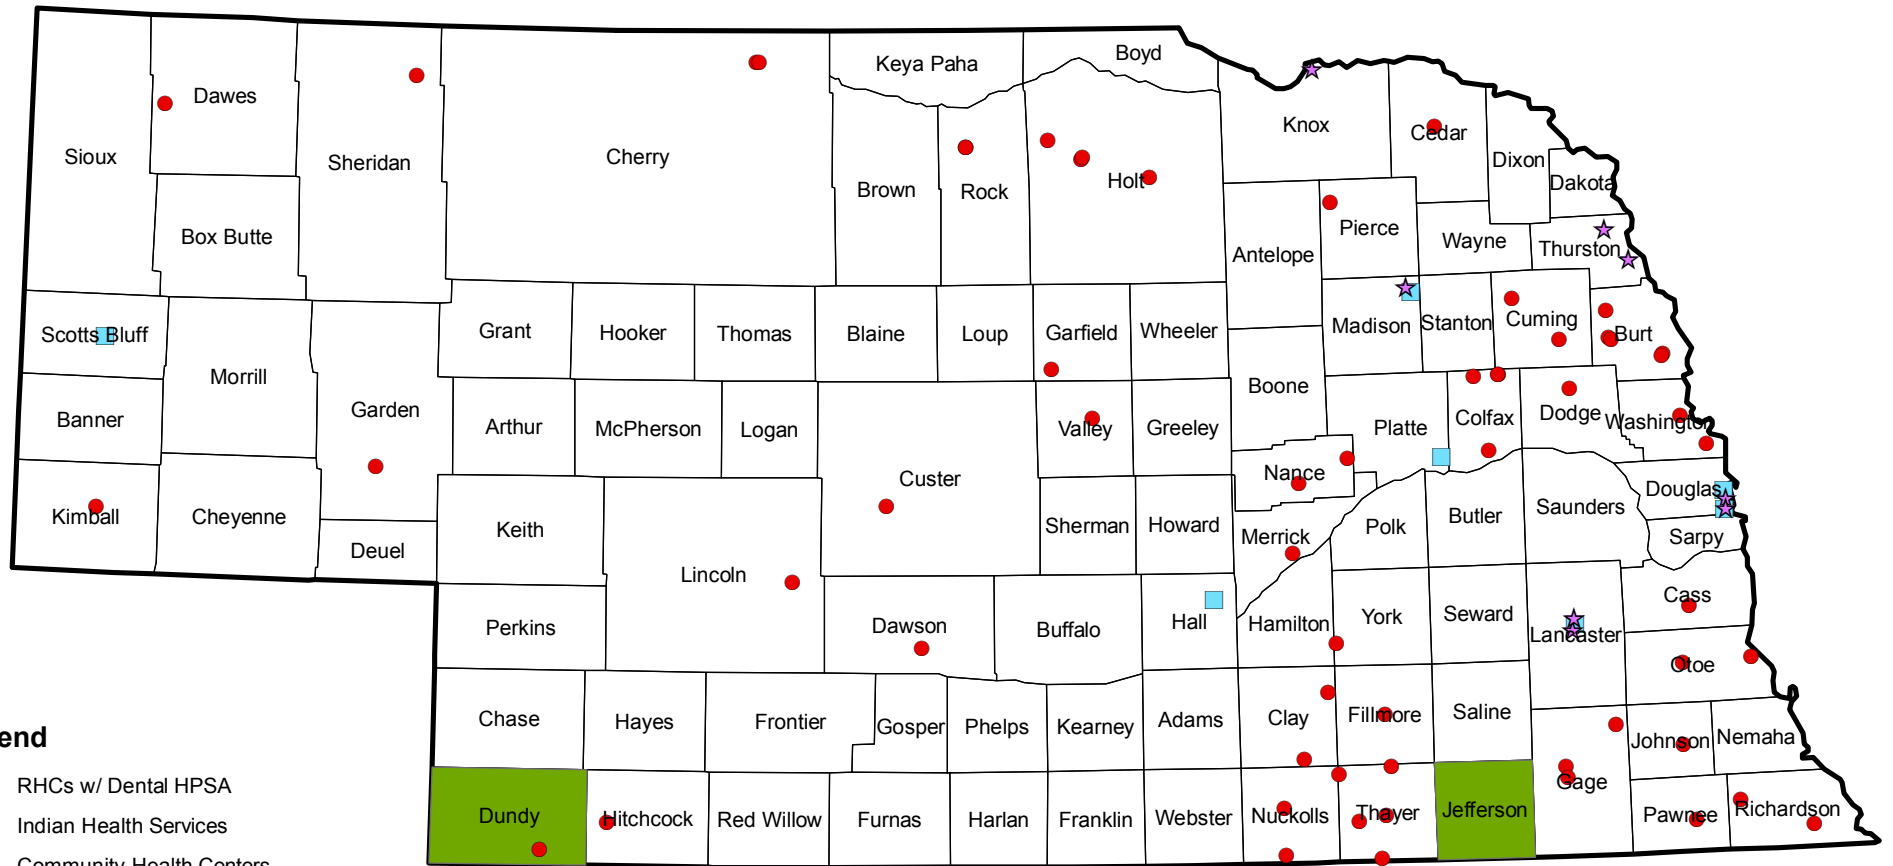 Boyd
Keya Paha
Dawes
Knox
Cedar
Sioux
Sheridan
Cherry
Dixon
Brown
Rock
Holt
Dakota
Box Butte
Pierce
Wayne
Antelope
Thurston
Scotts Bluff
Grant
Hooker
Thomas
Blaine
Loup
Garfield
Wheeler
Madison
Stanton
Cuming
Burt
Morrill
Boone
Banner
Garden
Arthur
McPherson
Logan
Valley
Greeley
Platte
Colfax
Dodge
Washington
Custer
Nance
Kimball
Cheyenne
Keith
Sherman
Howard
Merrick
Polk
Butler
Saunders
Douglas
Sarpy
Deuel
Lincoln
Perkins
Dawson
Buffalo
Hall
Hamilton
York
Seward
Lancaster
Cass
Otoe
Chase
Hayes
Frontier
Gosper
Phelps
Kearney
Adams
Clay
Fillmore
Saline
Johnson
Nemaha
Gage
end
RHCs w/ Dental HPSA
Indian Health Services
Community Health Centers
Dundy
Hitchcock
Red Willow
Furnas
Harlan
Franklin
Webster
Nuckolls
Thayer
Jefferson
Pawnee
Richardson